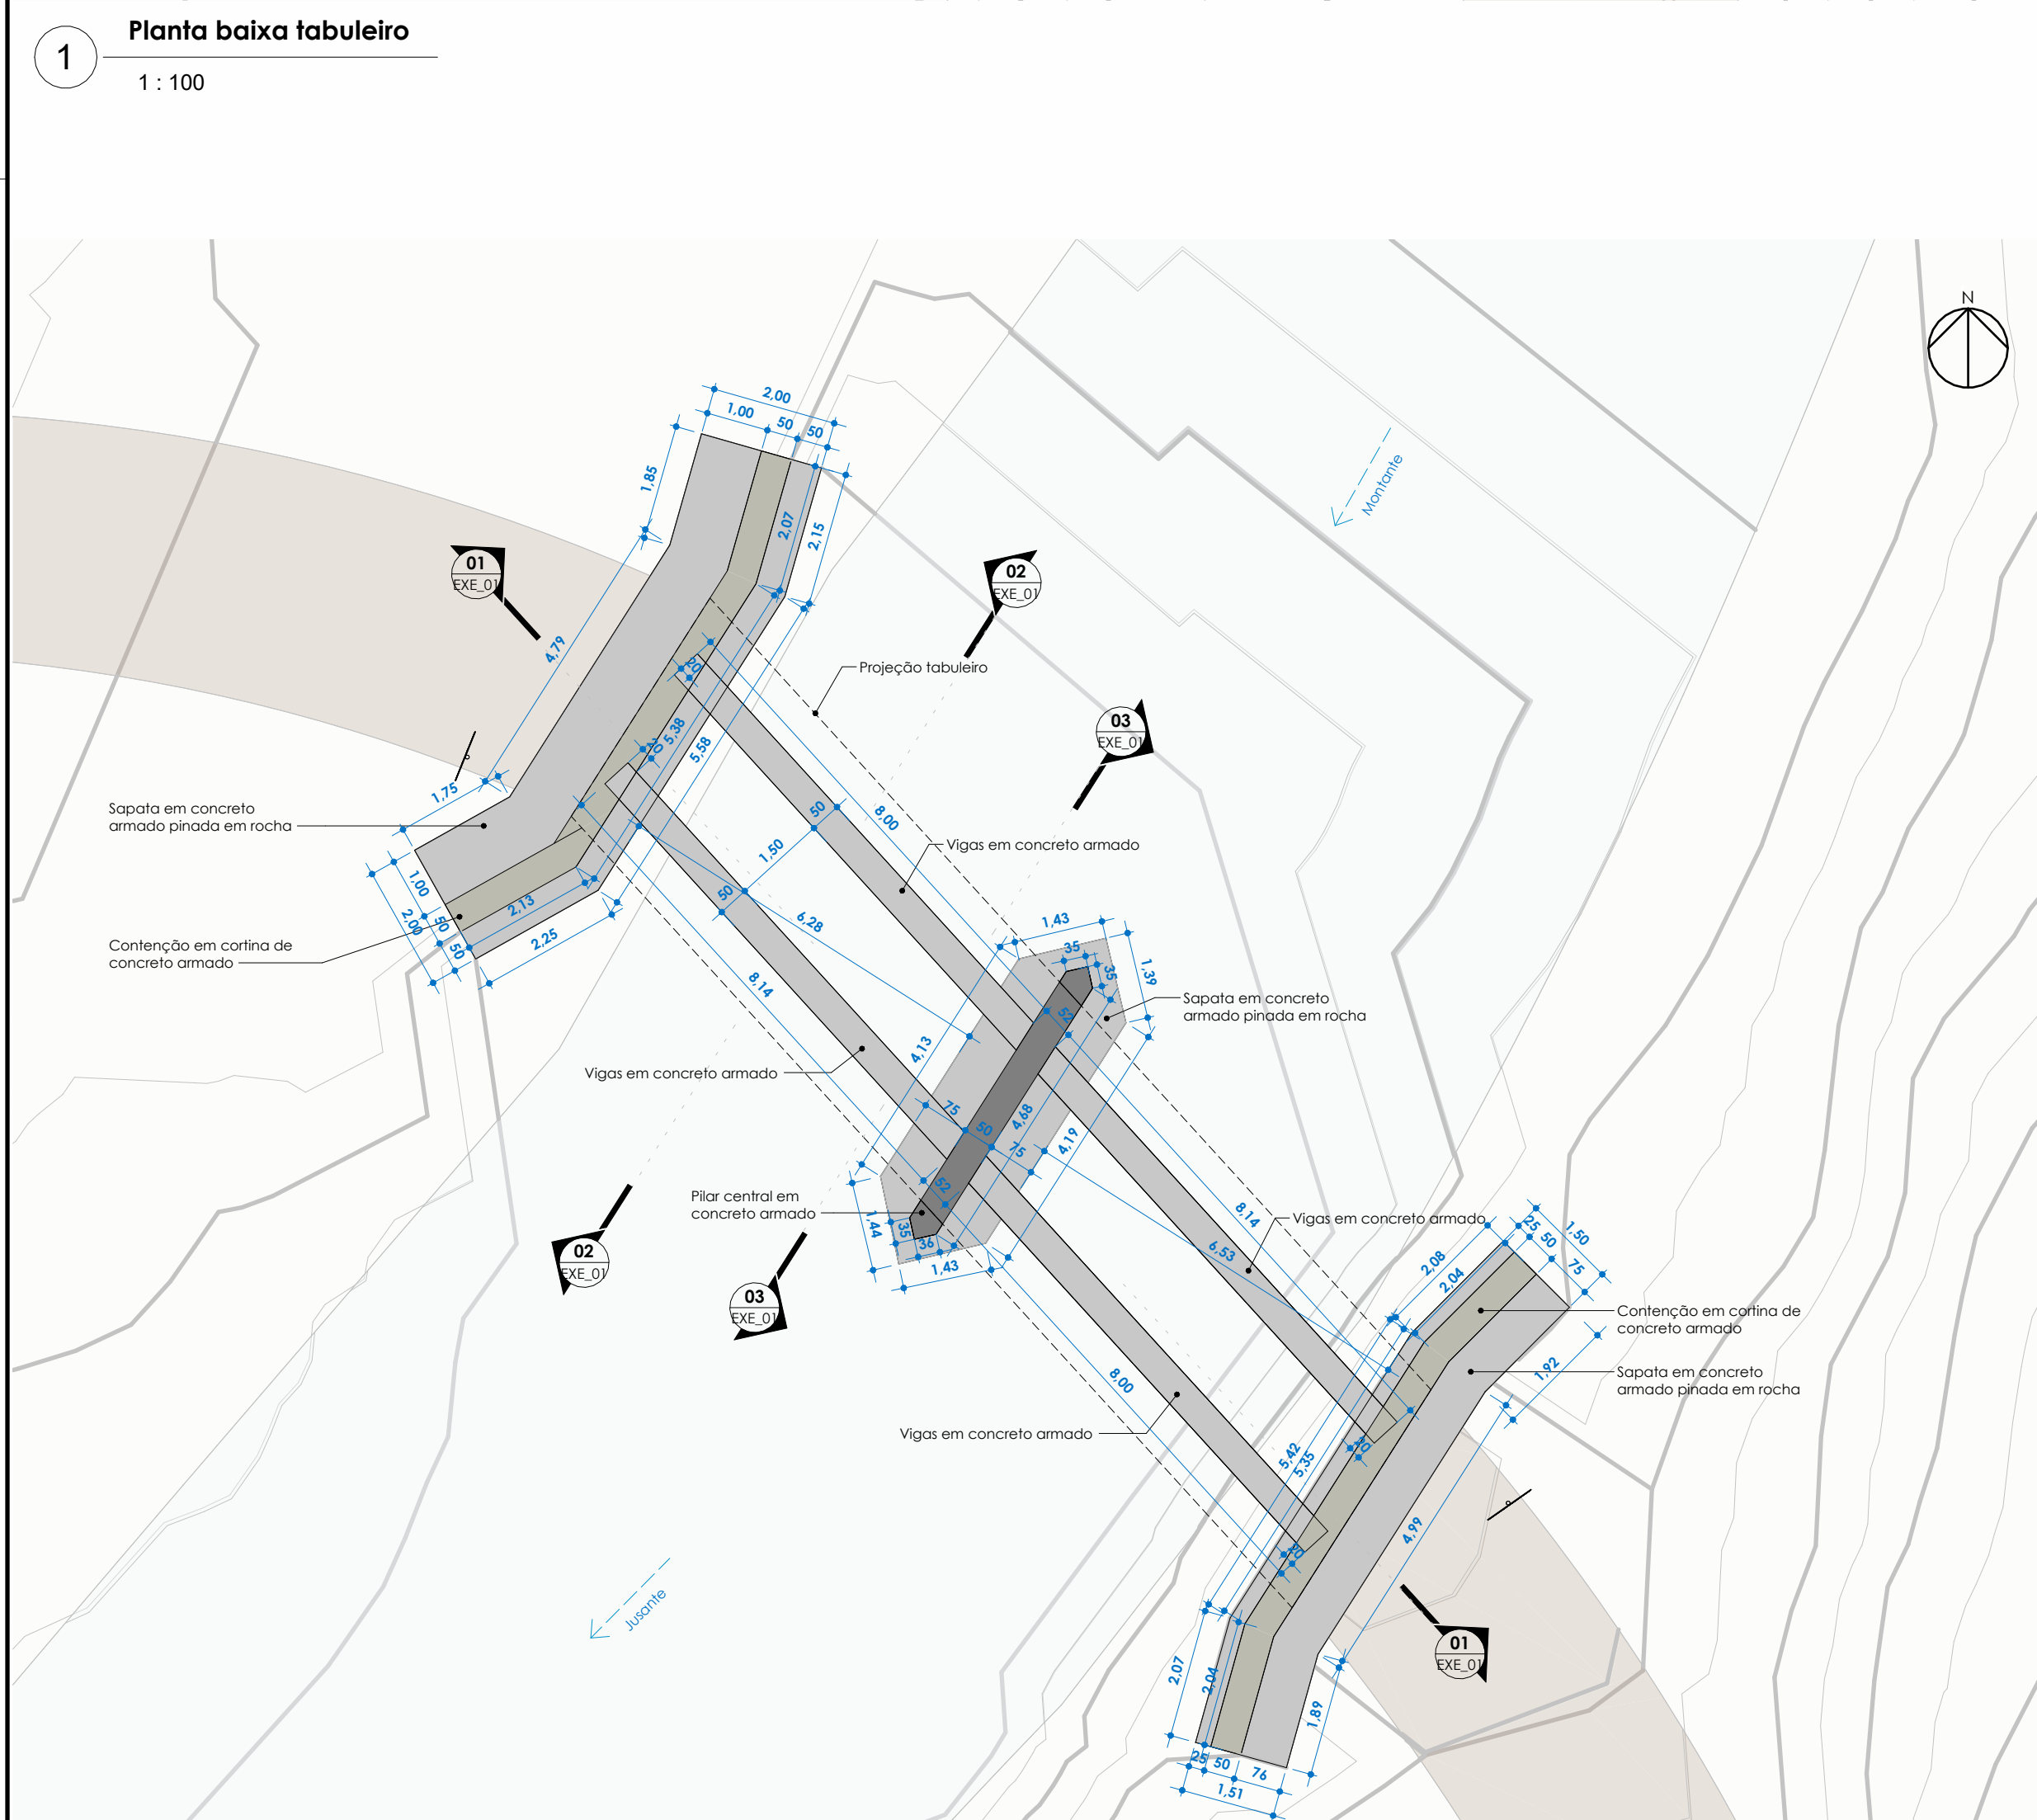 1
Planta baixa tabuleiro
1 : 100
N
Montante
2,00
1,00
50
50
1,85
2,07
2,15
01
EXE_01
02
EXE_01
4,79
Projeção tabuleiro
20
03
EXE_01
5,38
5,58
20
1,75
Sapata em concreto
armado pinada em rocha
50
8,00
1,50
Vigas em concreto armado
50
1,00
2,00
50
50
2,13
2,25
Contenção em cortina de
concreto armado
6,28
1,43
35
35
1,39
8,14
Sapata em concreto
armado pinada em rocha
52
4,13
Vigas em concreto armado
75
50
4,68
75
4,19
52
Pilar central em
concreto armado
1,44
35
36
1,43
8,14
Vigas em concreto armado
6,53
02
EXE_01
03
EXE_01
2,08
2,04
25
50
75
1,50
Contenção em cortina de
concreto armado
Sapata em concreto
armado pinada em rocha
1,92
8,00
Vigas em concreto armado
5,42
5,35
20
4,99
20
Jusante
01
EXE_01
2,07
2,04
1,89
25
50
76
1,51